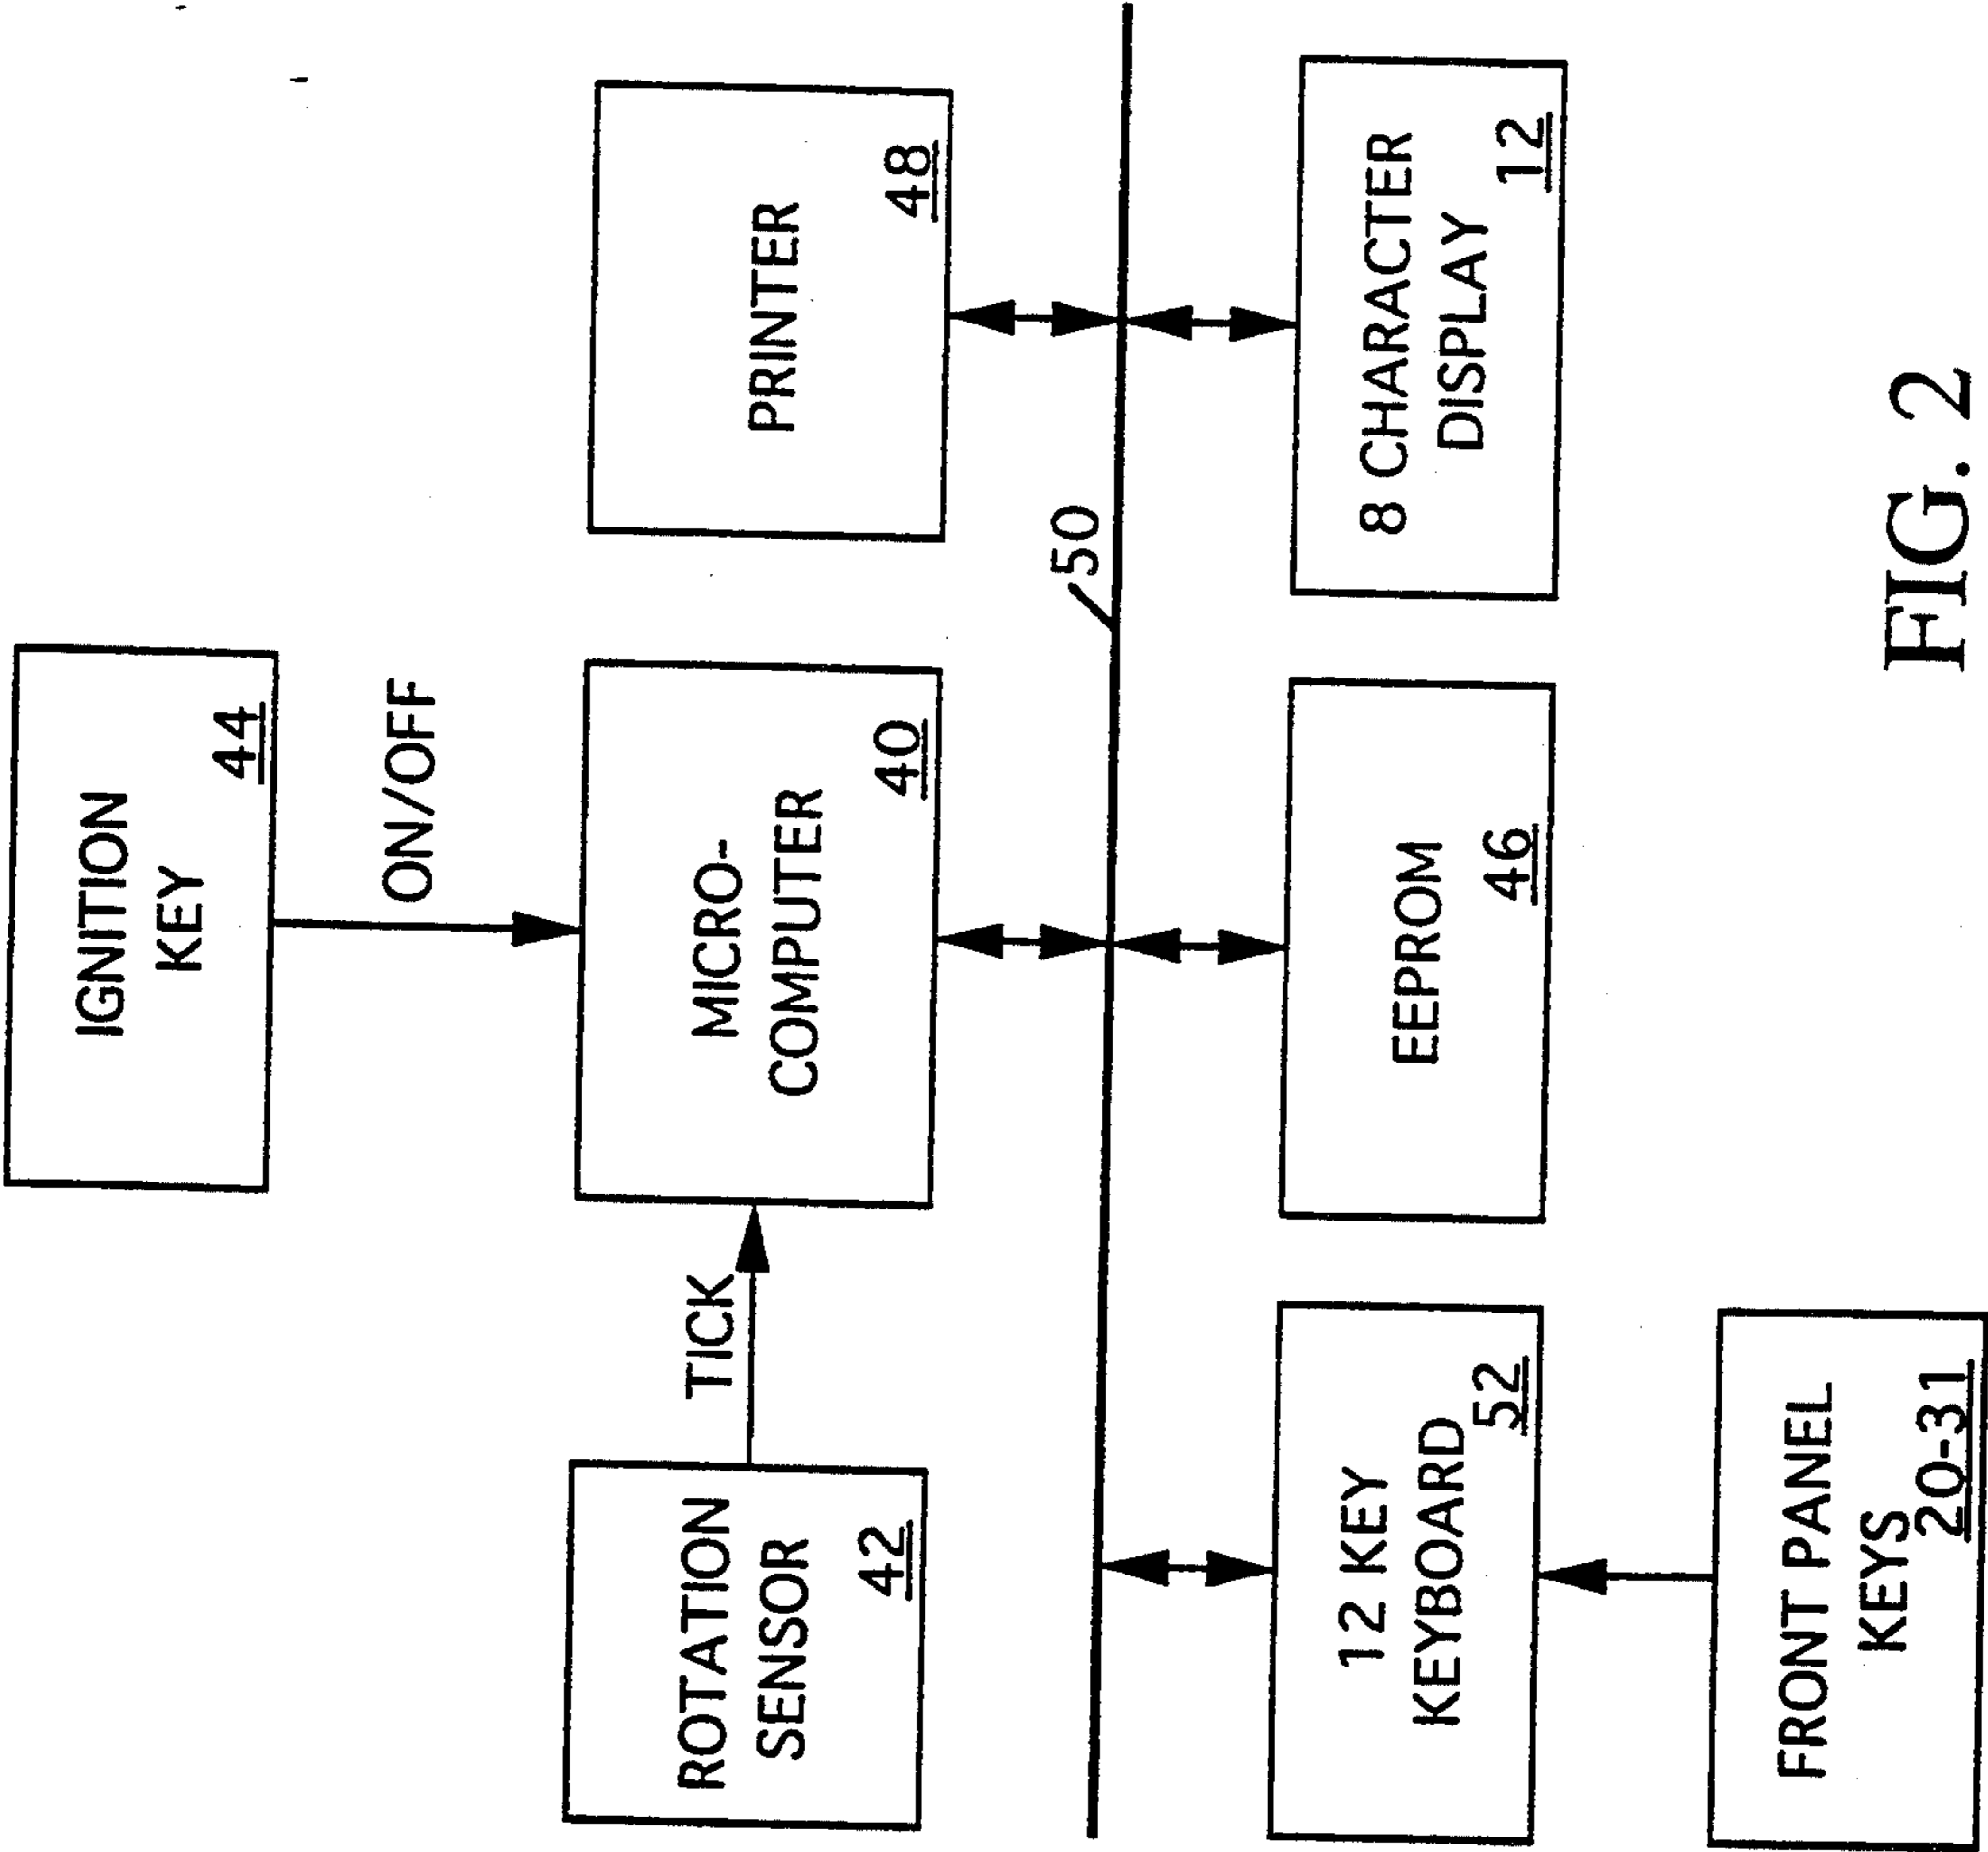 IGNITION
KEY
44
ON/OFF
ROTATION
SENSOR
42
TICK
MICRO-
COMPUTER
40
PRINTER
48
50
12 KEY
KEYBOARD
52
EEPROM
46
8 CHARACTER
DISPLAY
12
FRONT PANEL
KEYS
20-31
FIG. 2